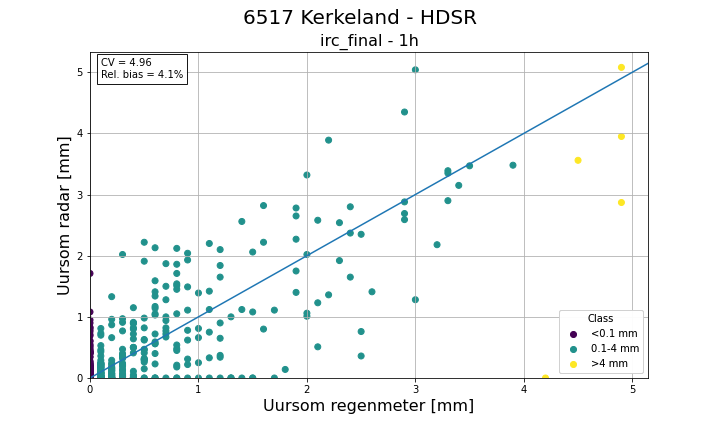 6517 Kerkeland - HDSR
irc_final - 1h
CV = 4.96
Rel. bias = 4.1%
Uursom radar [mm]
5
4
3
2
1
0
0 1 2 3 4 5
Uursom regenmeter [mm]
Class
<0.1 mm
0.1-4 mm
>4 mm